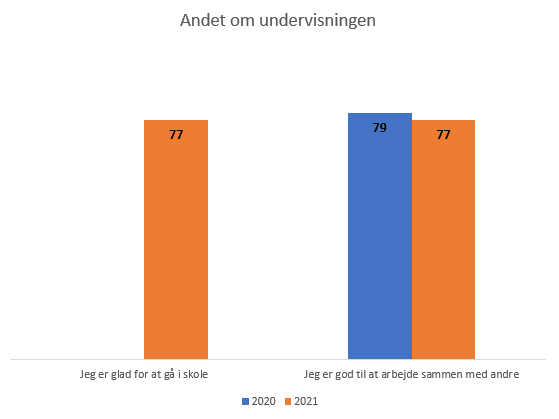 Andet om undervisningen
77
79
77
Jeg er glad for at gå i skole
Jeg er god til at arbejde sammen med andre
2020
2021